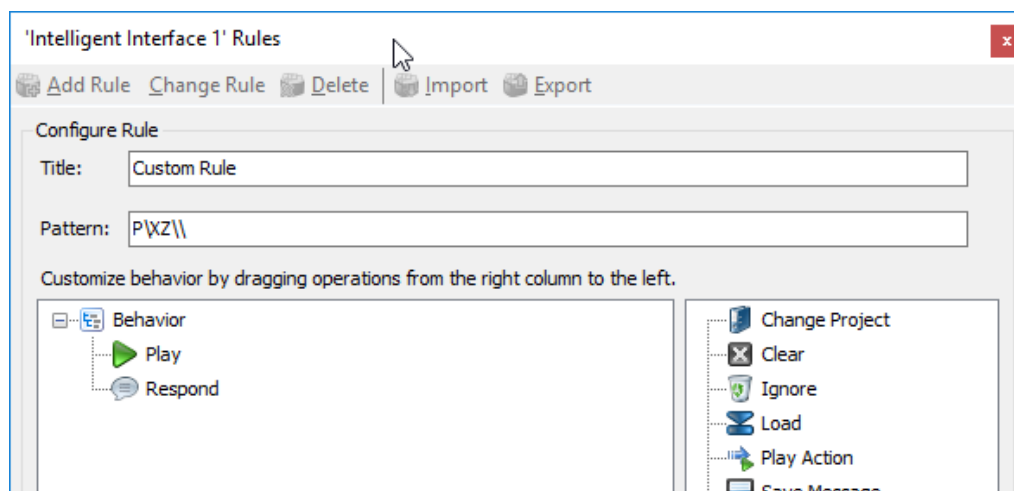 'Intelligent Interface 1' Rules x
Add Rule Change Rule Delete Import Export
Configure Rule
Title: Custom Rule
Pattern: P\XZ\\
Customize behavior by dragging operations from the right column to the left.
Behavior
Play
Respond
Change Project
Clear
Ignore
Load
Play Action
Save Message